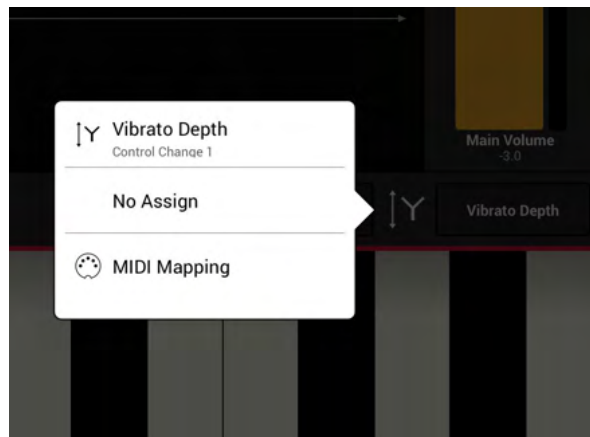 Vibrato Depth
Control Change 1
No Assign
MIDI Mapping
Main Volume
-3.0
Y
Vibrato Depth